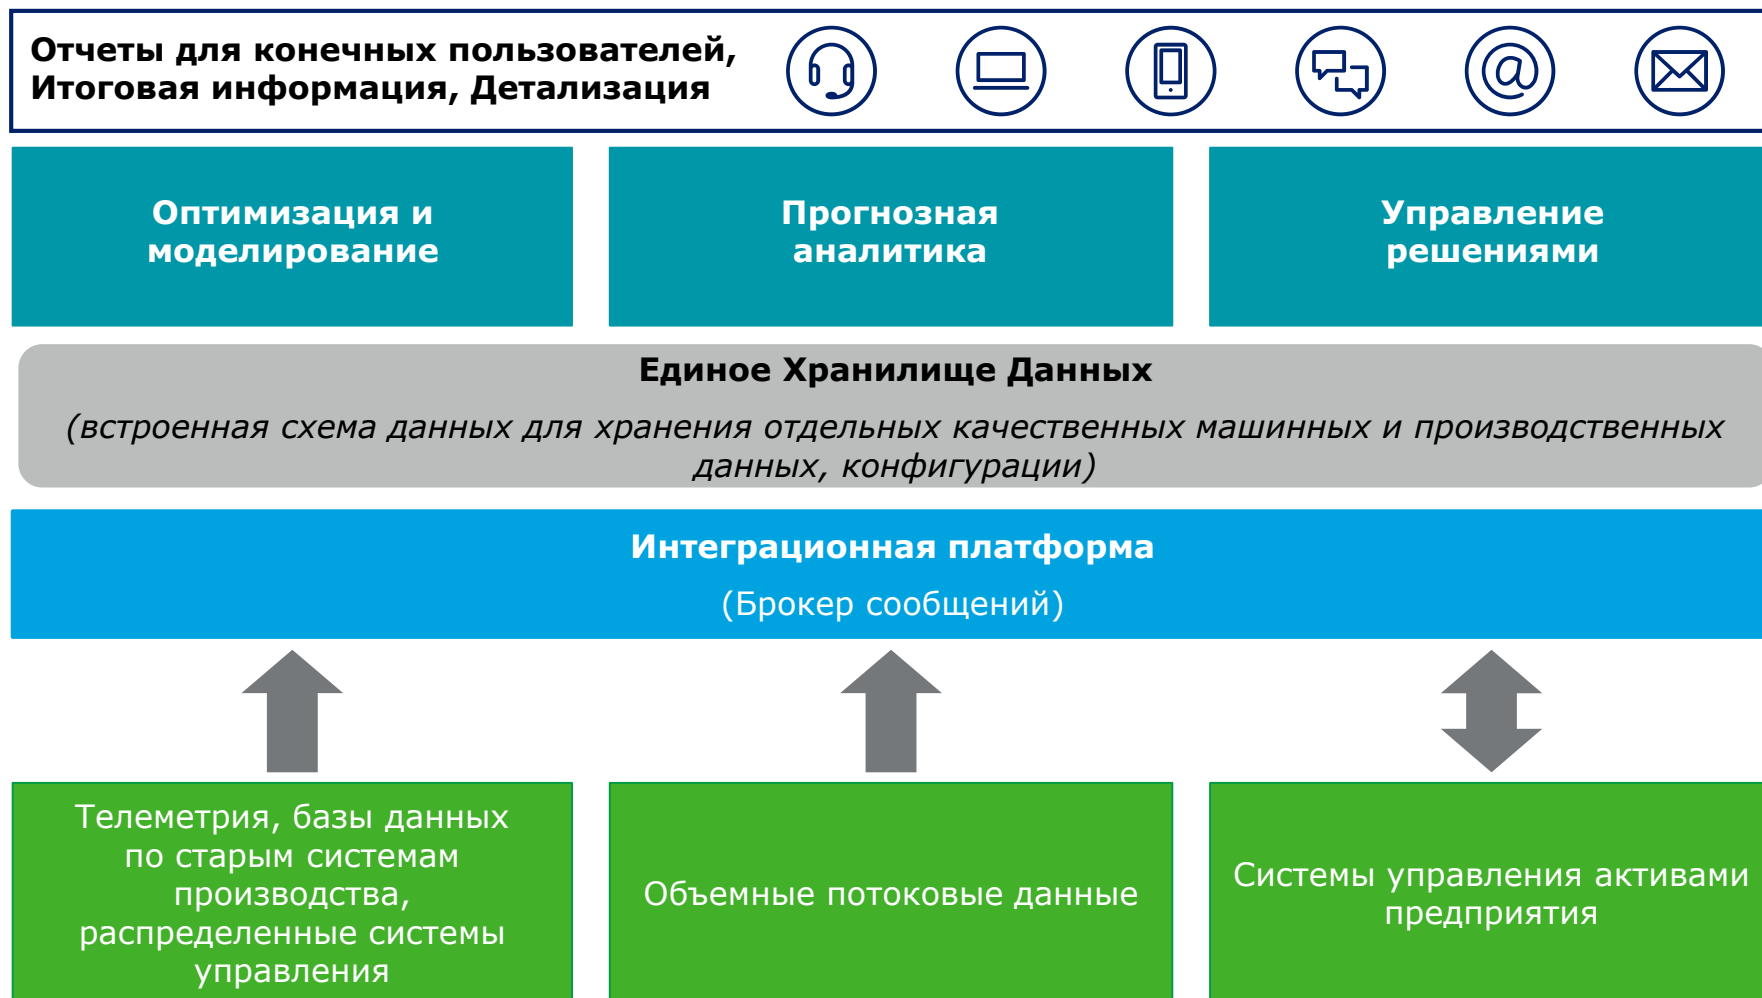 Отчеты для конечных пользователей,
Итоговая информация, Детализация
Оптимизация и
моделирование
Прогнозная
аналитика
Управление
решениями
Единое Хранилище Данных
(встроенная схема данных для хранения отдельных качественных машинных и производственных
данных, конфигурации)
Интеграционная платформа
(Брокер сообщений)
Телеметрия, базы данных
по старым системам
производства,
распределенные системы
управления
Объемные потоковые данные
Системы управления активами
предприятия